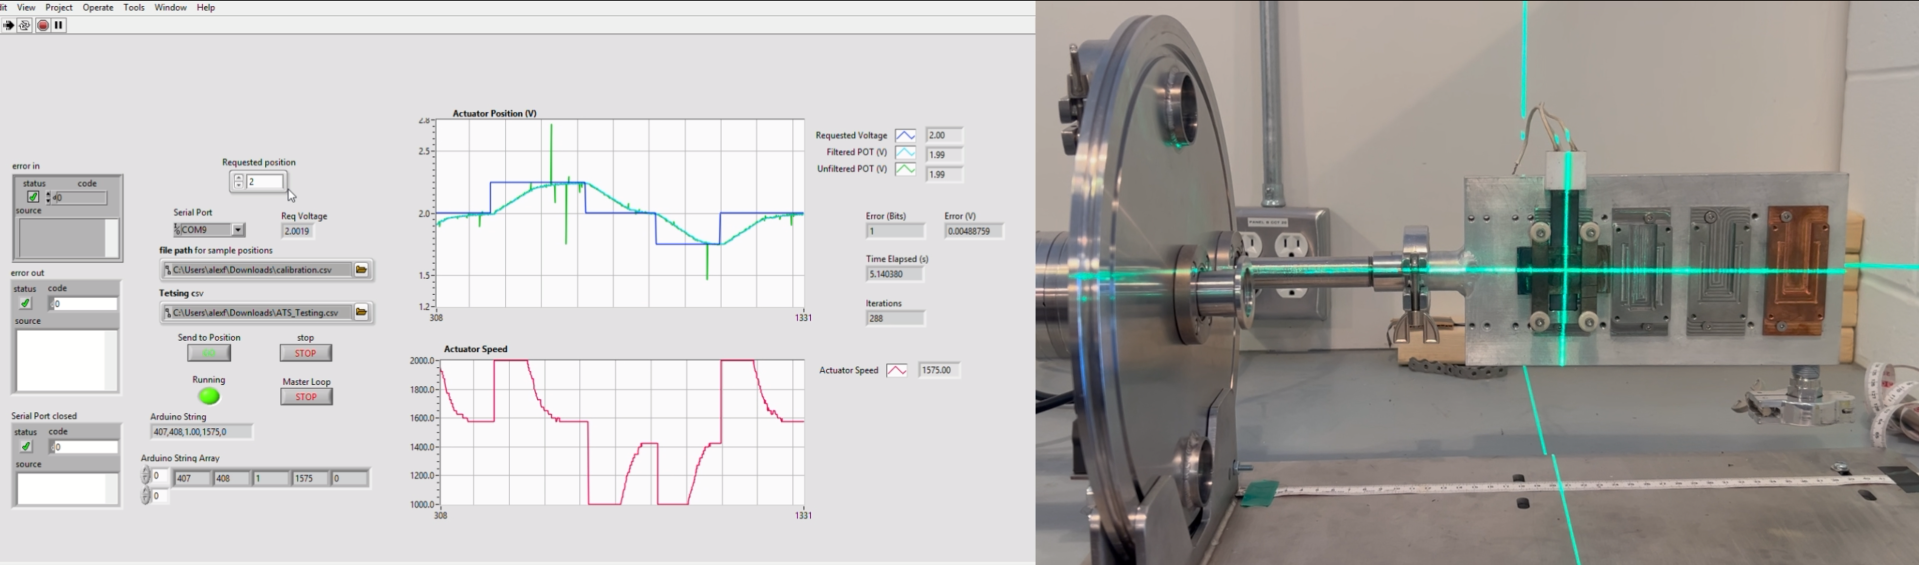 dit View Project Operate Tools Window Help
error in
status code
0
source
Requested position
2
Serial Port
COM9
Req Voltage
2.0019
file path for sample positions
C:\Users\alexf\Downloads\calibration.csv
error out
status code
0
source
Tetsing csv
C:\Users\alexf\Downloads\ATS_Testing.csv
Send to Position
stop
STOP
Running
Master Loop
STOP
Serial Port closed
status code
0
source
Arduino String
407,408,1.00,1575,0
Arduino String Array
0 407 408 1 1575 0
0
Actuator Position (V)
2.8
2.5
2.0
1.5
1.2
308 1331
Requested Voltage 2.00
Filtered POT (V) 1.99
Unfiltered POT (V) 1.99
Error (Bits) Error (V)
1 0.00488759
Time Elapsed (s)
5.140380
Iterations
288
Actuator Speed
2000.0
1800.0
1600.0
1400.0
1200.0
1000.0
308 1331
Actuator Speed 1575.00